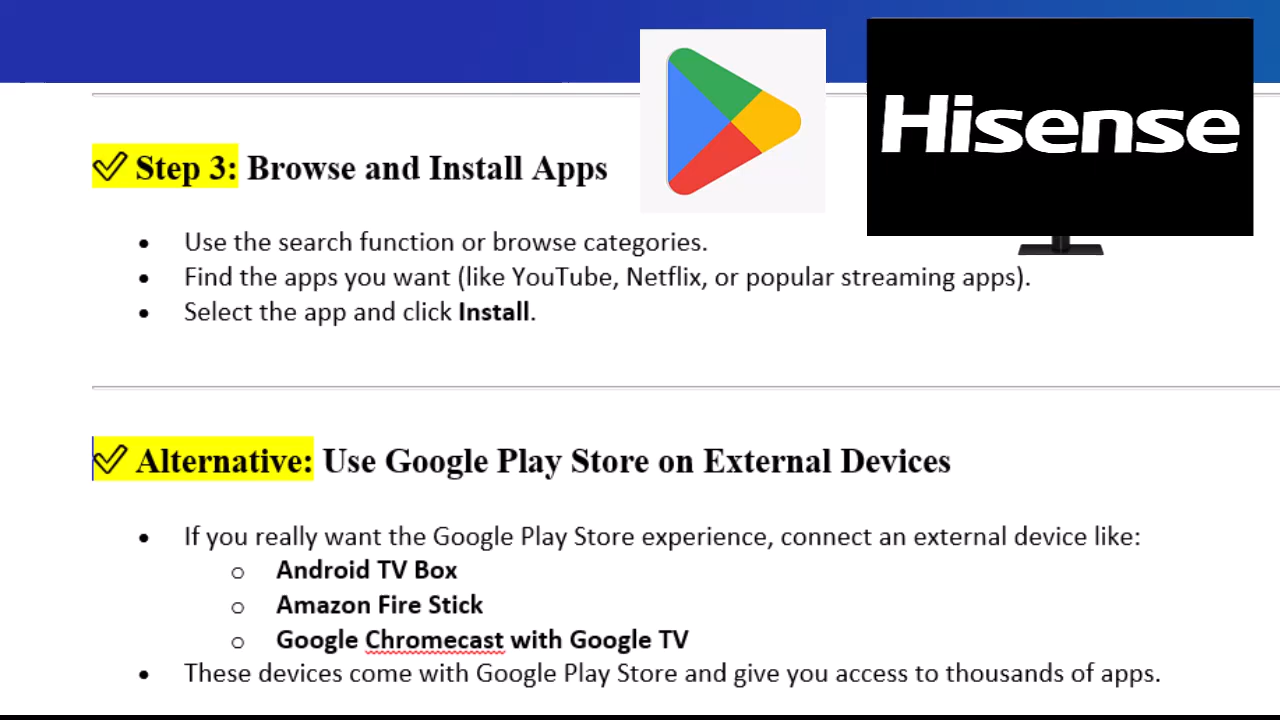 Hisense
✓ Step 3: Browse and Install Apps
• Use the search function or browse categories.
• Find the apps you want (like YouTube, Netflix, or popular streaming apps).
• Select the app and click Install.
✓ Alternative: Use Google Play Store on External Devices
• If you really want the Google Play Store experience, connect an external device like:
o Android TV Box
o Amazon Fire Stick
o Google Chromecast with Google TV
• These devices come with Google Play Store and give you access to thousands of apps.